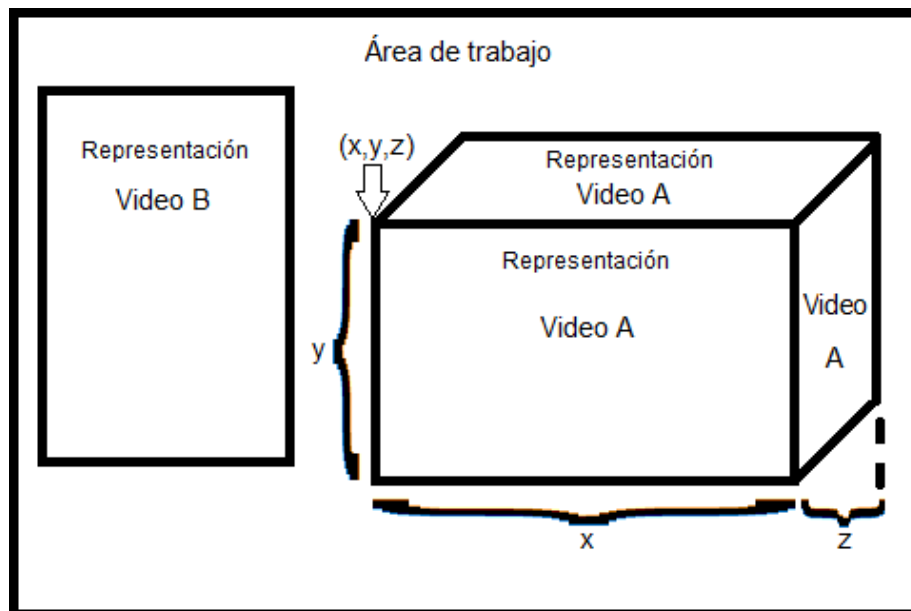 Área de trabajo
Representación
Video B
(x,y,z)
Representación
Video A
Representación
Video A
Video
A
y
x
z